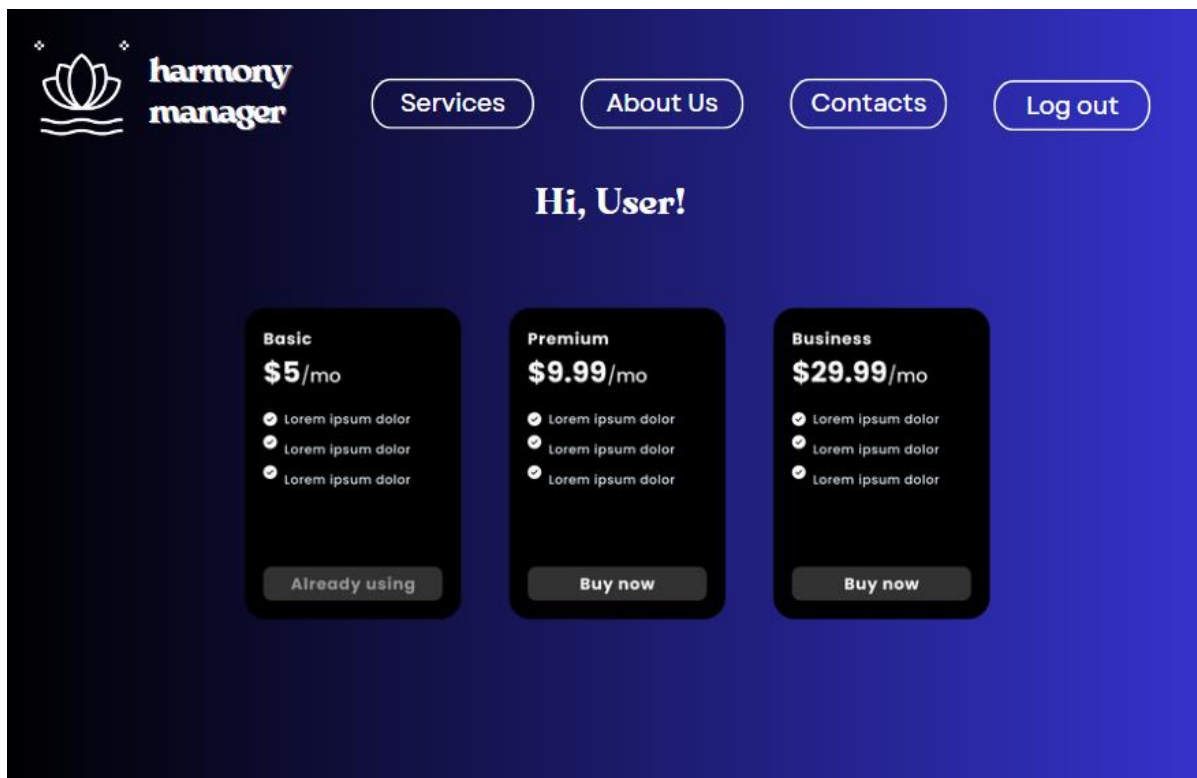 harmony
manager
Services
About Us
Contacts
Log out
Hi, User!
Basic
$5/mo
Lorem ipsum dolor
Lorem ipsum dolor
Lorem ipsum dolor
Already using
Premium
$9.99/mo
Lorem ipsum dolor
Lorem ipsum dolor
Lorem ipsum dolor
Buy now
Business
$29.99/mo
Lorem ipsum dolor
Lorem ipsum dolor
Lorem ipsum dolor
Buy now